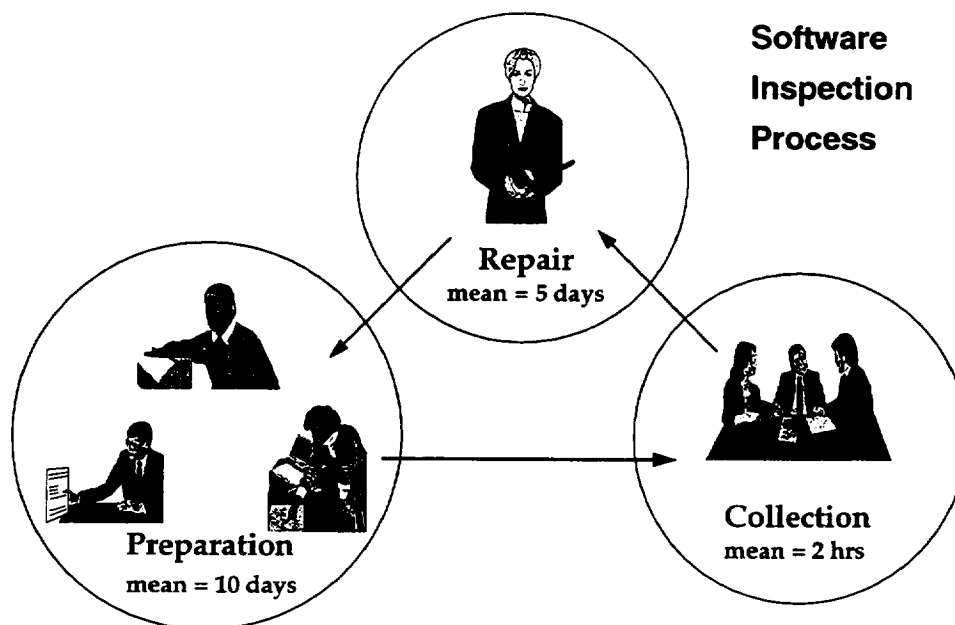 Software
Inspection
Process
Repair
mean = 5 days
Preparation
mean = 10 days
Collection
mean = 2 hrs